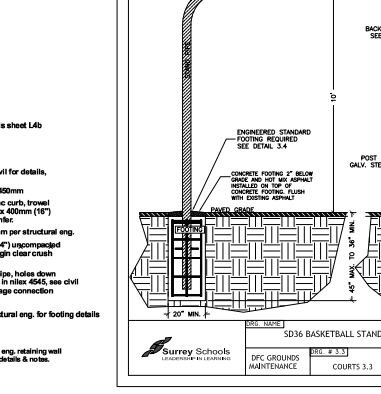 s sheet L4b
vil for details,
450mm
nc curb, trowel
x 400mm (16")
nfer.
em per structural eng.
4") uncompacted
gin clear crush
ipe, holes down
in nilex 4545, see civil
age connection
tural eng. for footing details
eng. retaining wall
details & notes.
STAND PIPE
10'
BACK
SEE
ENGINEERED STANDARD
FOOTING REQUIRED
SEE DETAIL 3.4
POST
GALV. STE
CONCRETE FOOTING 2" BELOW
GRADE AND HOT MIX ASPHALT
INSTALLED ON TOP OF
CONCRETE FOOTING. FLUSH
WITH EXISTING ASPHALT
PAVED GRADE
FOOTING
45" MAX. TO 36" MIN.
20" MIN.
Surrey Schools
LEADERSHIP IN LEARNING
DRG. NAME
SD36 BASKETBALL STAND
DFC GROUNDS
MAINTENANCE
DRG. # 3.3
COURTS 3.3